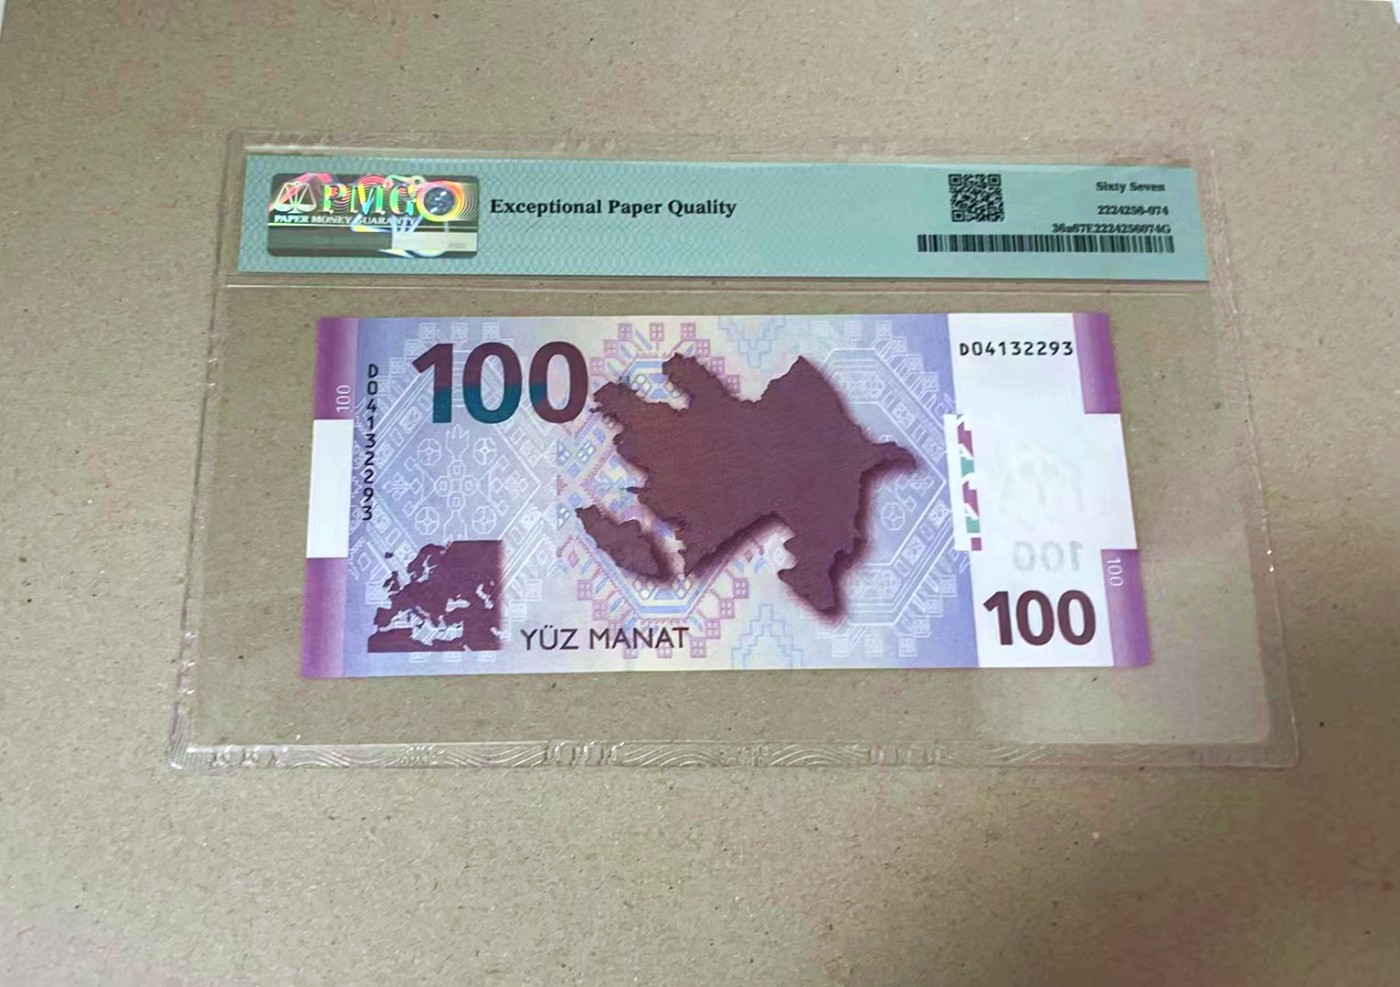 PMG
PAPER MONEY GUARANTY
Exceptional Paper Quality
Sixty Seven
2224256-074
36a67E2224256074G
100
D04132293
100
D04132293
YÜZ MANAT
100
100
100